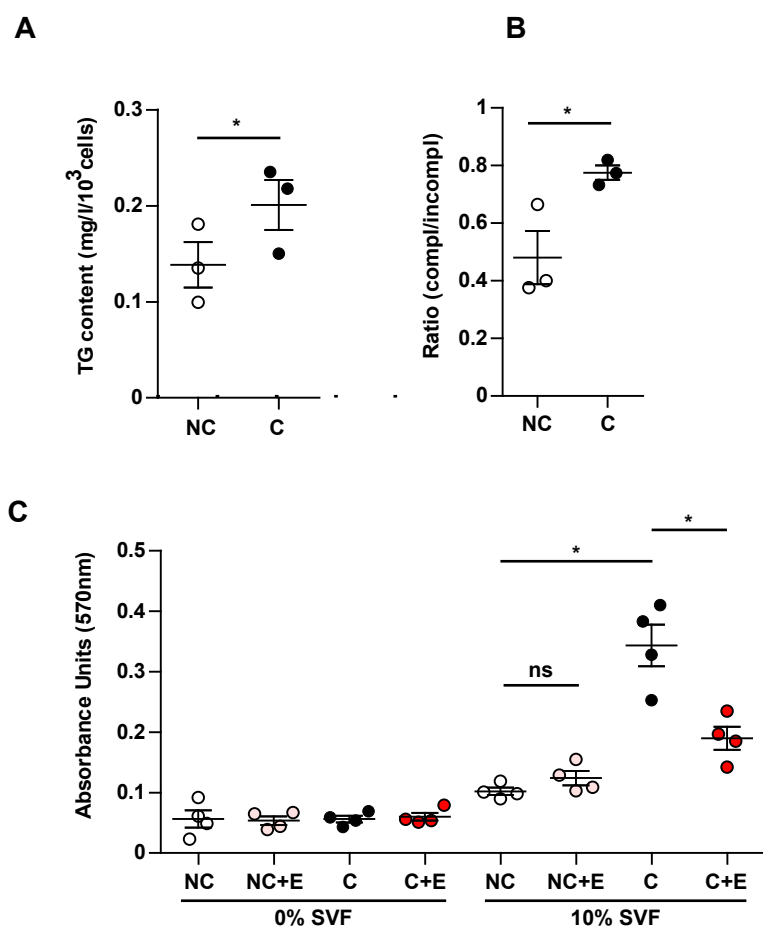 A
B
TG content (mg/l/10³cells)
0.3
0.2
0.1
0
*
NC C
Ratio (compl/incompl)
1
0.8
0.6
0.4
0.2
0
*
NC C
C
Absorbance Units (570nm)
0.5
0.4
0.3
0.2
0.1
0
*
*
ns
NC NC+E C C+E NC NC+E C C+E
0% SVF 10% SVF